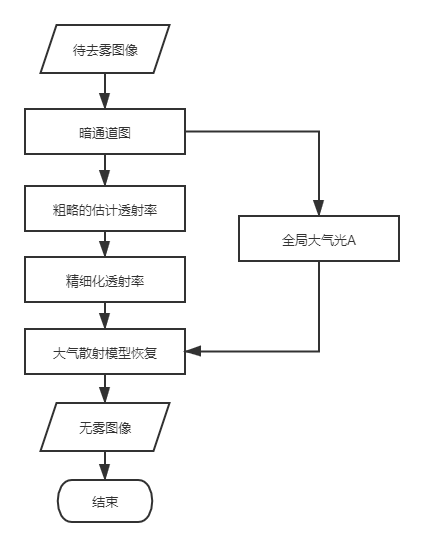 待去雾图像
暗通道图
粗略的估计透射率
全局大气光A
精细化透射率
大气散射模型恢复
无雾图像
结束